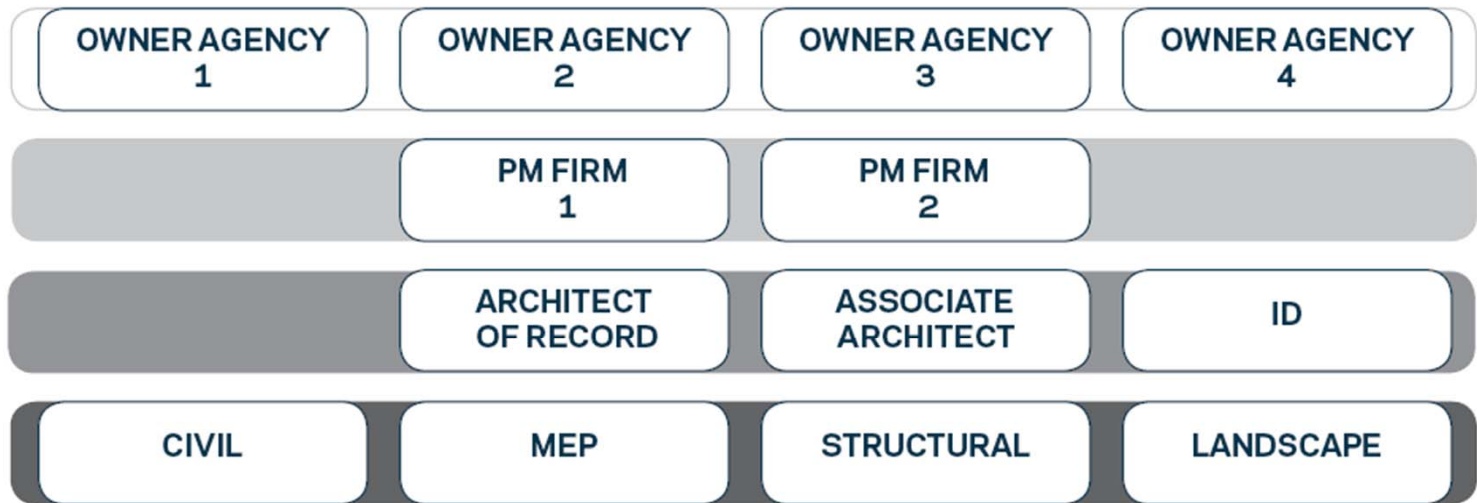 OWNER AGENCY
1
OWNER AGENCY
2
OWNER AGENCY
3
OWNER AGENCY
4
PM FIRM
1
PM FIRM
2
ARCHITECT
OF RECORD
ASSOCIATE
ARCHITECT
ID
CIVIL
MEP
STRUCTURAL
LANDSCAPE